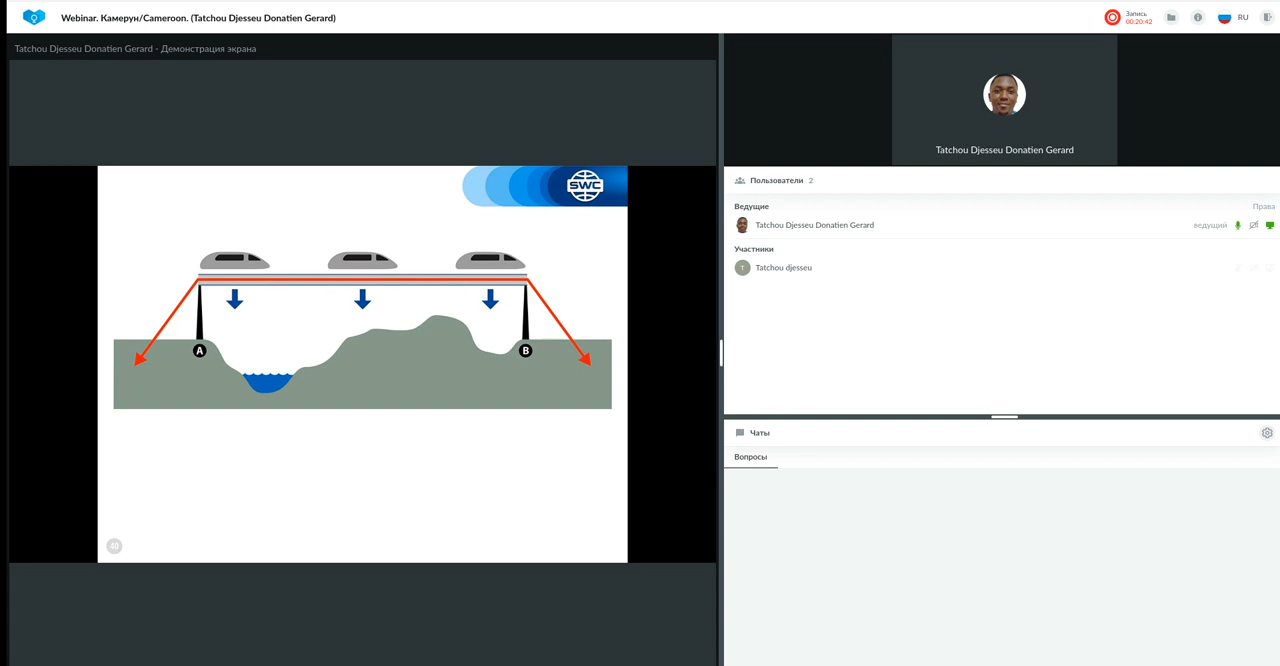 Webinar. Камерун/Cameroon. (Tatchou Djesseu Donatien Gerard)
Запись
00:20:42
RU
Tatchou Djesseu Donatien Gerard - Демонстрация экрана
SWC
A
B
40
Tatchou Djesseu Donatien Gerard
Пользователи 2
Ведущие Права
Tatchou Djesseu Donatien Gerard ведущий
Участники
T Tatchou djesseu
Чаты
Вопросы